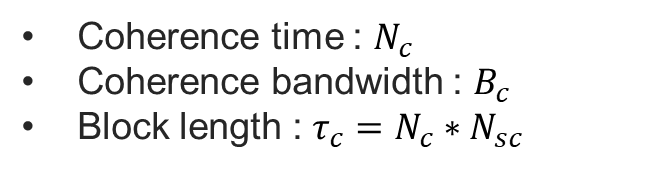 • Coherence time : N_c
• Coherence bandwidth : B_c
• Block length : τ_c = N_c * N_sc